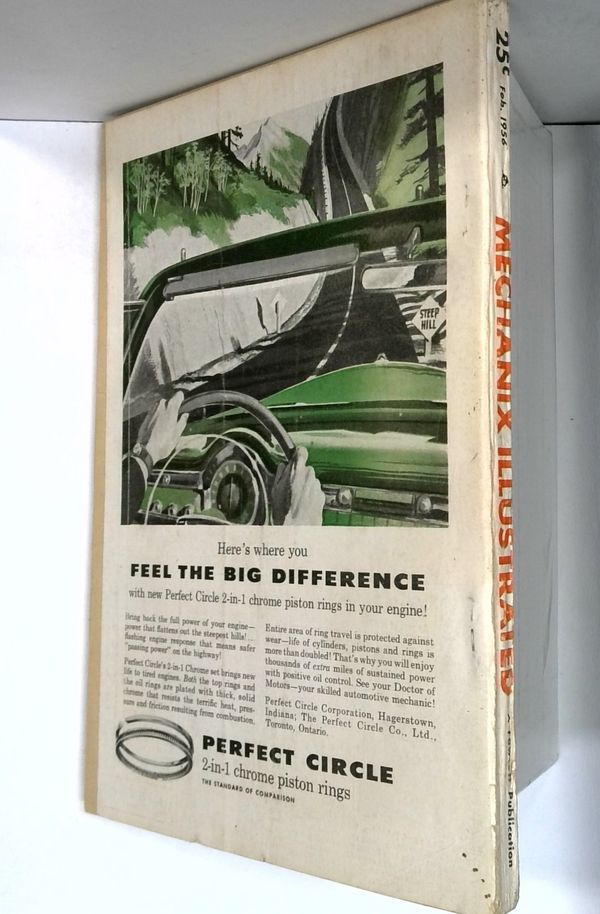 STEEP
HILL
Here's where you
FEEL THE BIG DIFFERENCE
with new Perfect Circle 2-in-1 chrome piston rings in your engine!
Bring back the full power of your engine—
power that flattens out the steepest hills! . . .
flashing engine response that means safer
"passing power" on the highway!
Perfect Circle's 2-in-1 Chrome set brings new
life to tired engines. Both the top rings and
the oil rings are plated with thick, solid
chrome that resists the terrific heat, pres-
sure and friction resulting from combustion.
Entire area of ring travel is protected against
wear—life of cylinders, pistons and rings is
more than doubled! That's why you will enjoy
thousands of extra miles of sustained power
with positive oil control. See your Doctor of
Motors—your skilled automotive mechanic!
Perfect Circle Corporation, Hagerstown,
Indiana; The Perfect Circle Co., Ltd.,
Toronto, Ontario.
PERFECT CIRCLE
2-in-1 chrome piston rings
THE STANDARD OF COMPARISON
25¢ Feb. 1956
MECHANIX ILLUSTRATED
A Publication